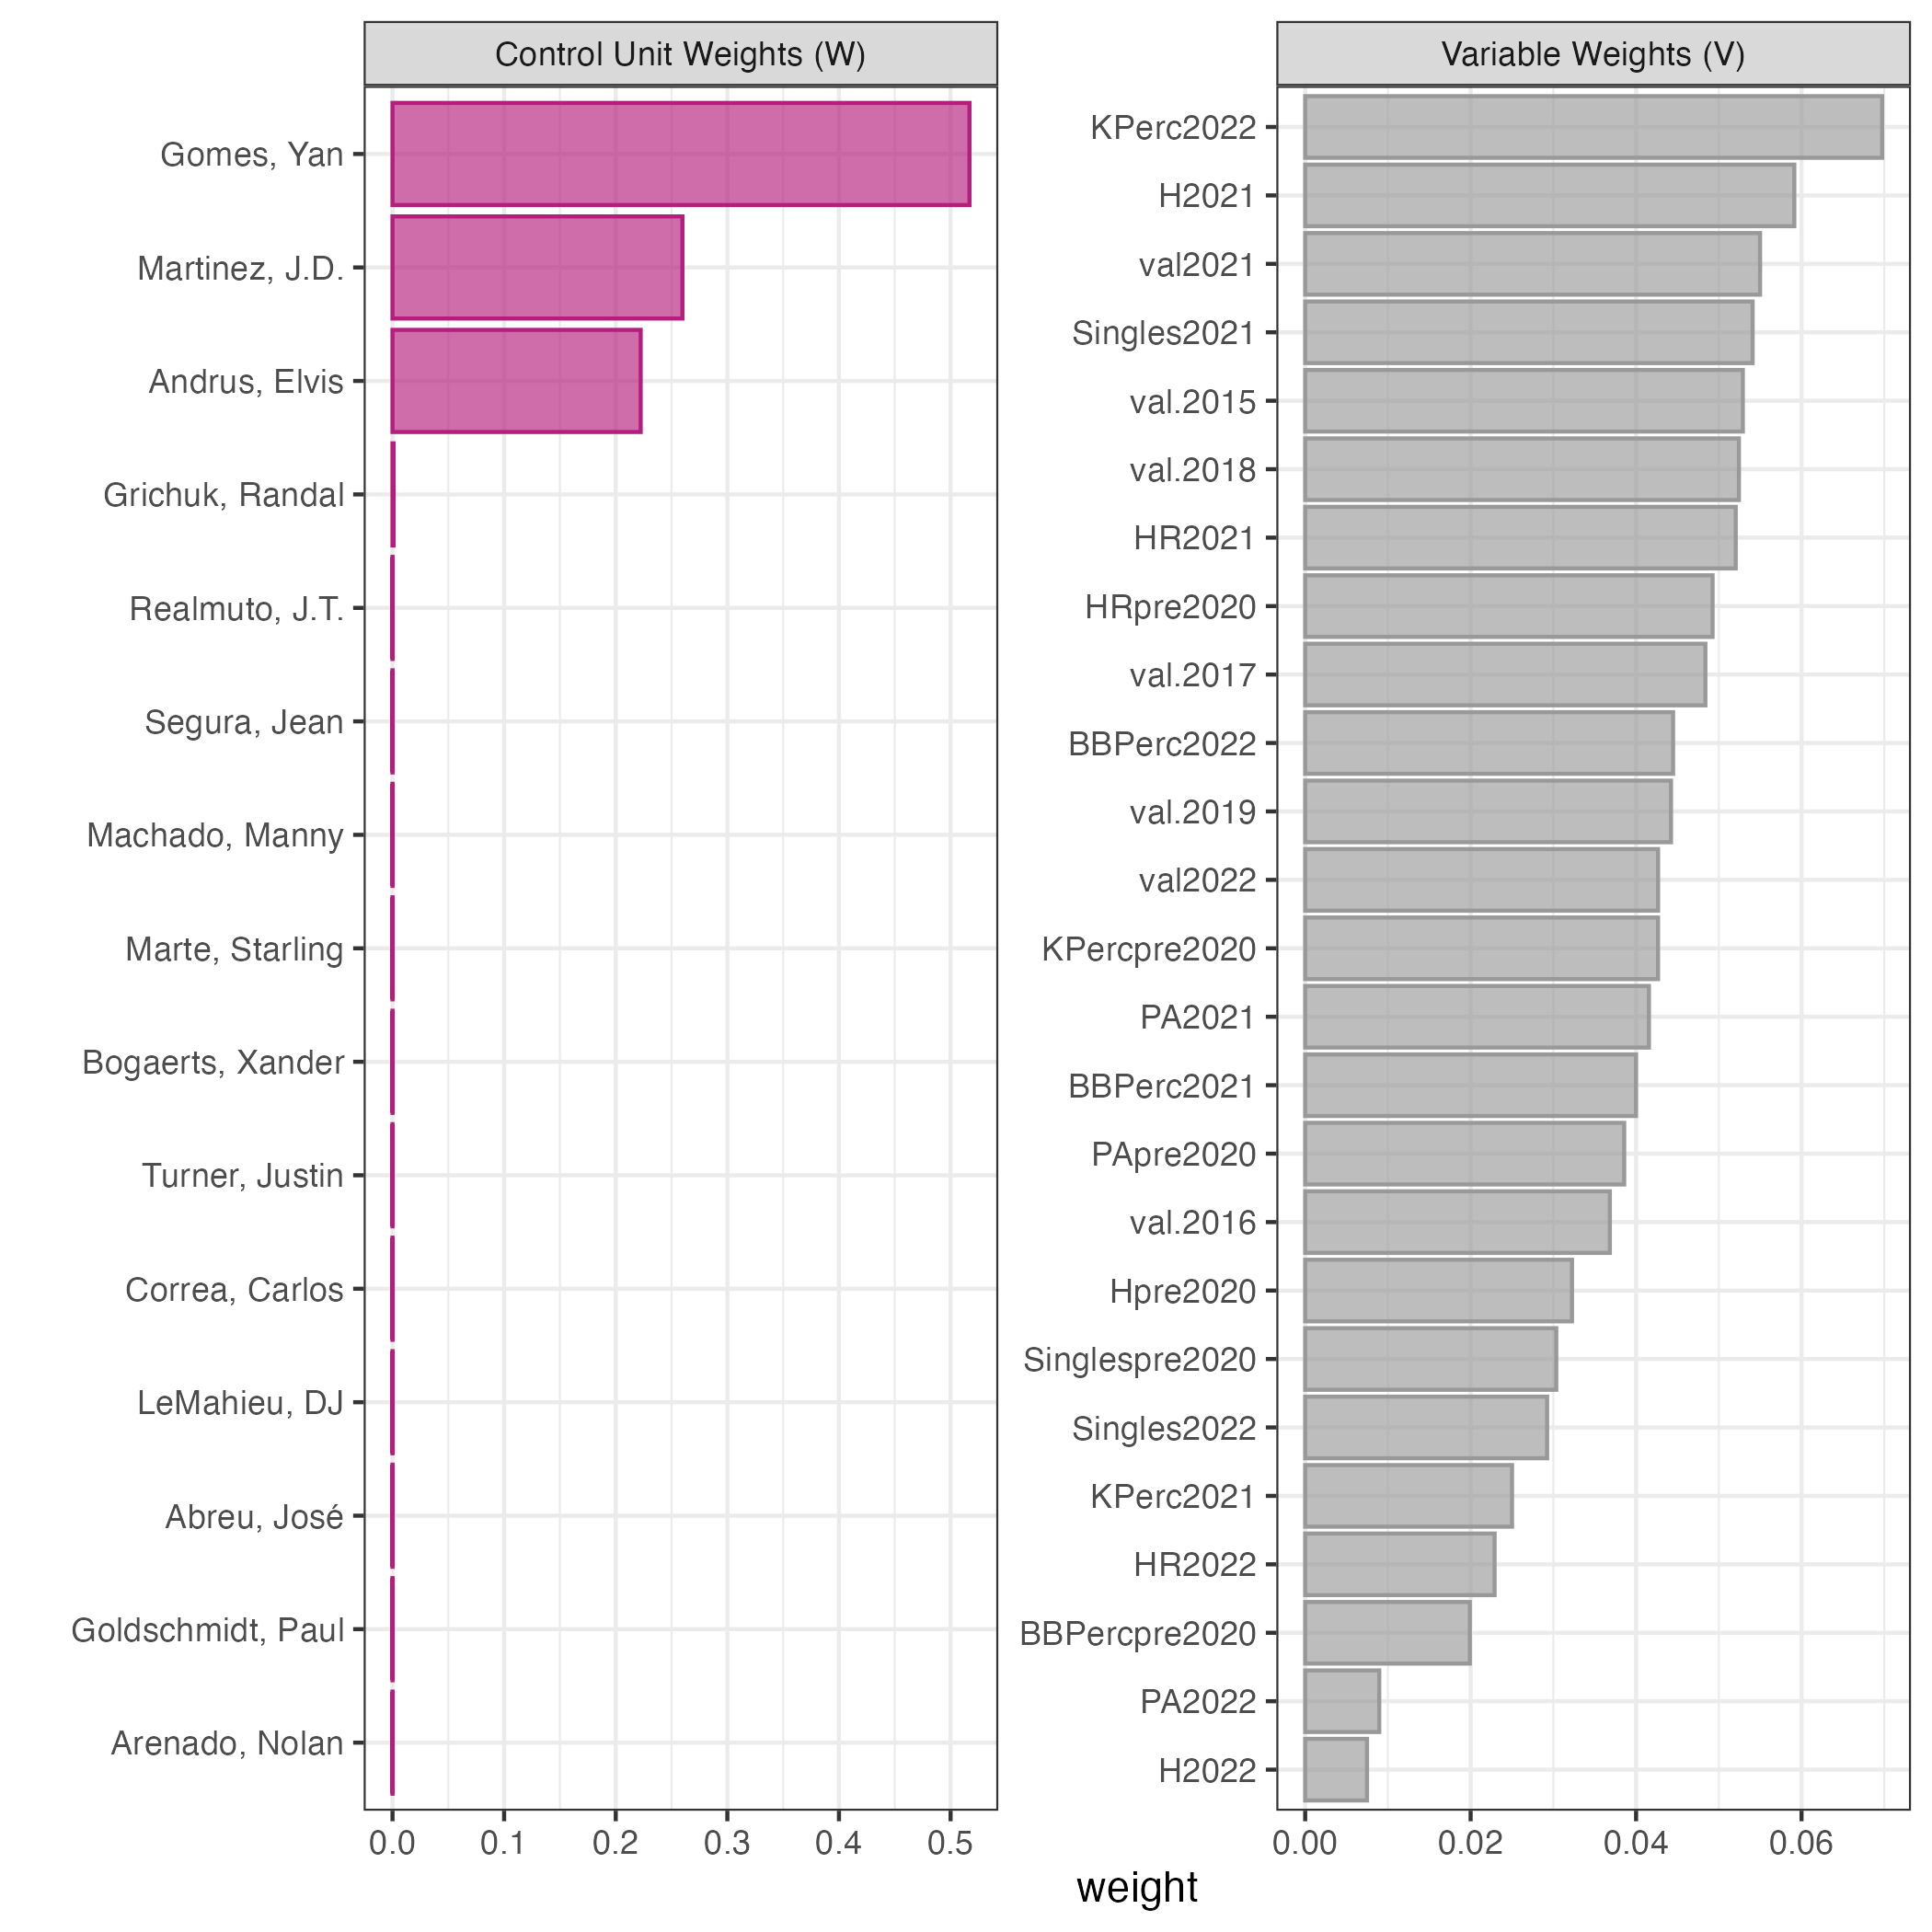 Control Unit Weights (W)
Gomes, Yan
Martinez, J.D.
Andrus, Elvis
Grichuk, Randal
Realmuto, J.T.
Segura, Jean
Machado, Manny
Marte, Starling
Bogaerts, Xander
Turner, Justin
Correa, Carlos
LeMahieu, DJ
Abreu, José
Goldschmidt, Paul
Arenado, Nolan
0.0 0.1 0.2 0.3 0.4 0.5
Variable Weights (V)
KPerc2022
H2021
val2021
Singles2021
val.2015
val.2018
HR2021
HRpre2020
val.2017
BBPerc2022
val.2019
val2022
KPercpre2020
PA2021
BBPerc2021
PApre2020
val.2016
Hpre2020
Singlespre2020
Singles2022
KPerc2021
HR2022
BBPercpre2020
PA2022
H2022
0.00 0.02 0.04 0.06
weight